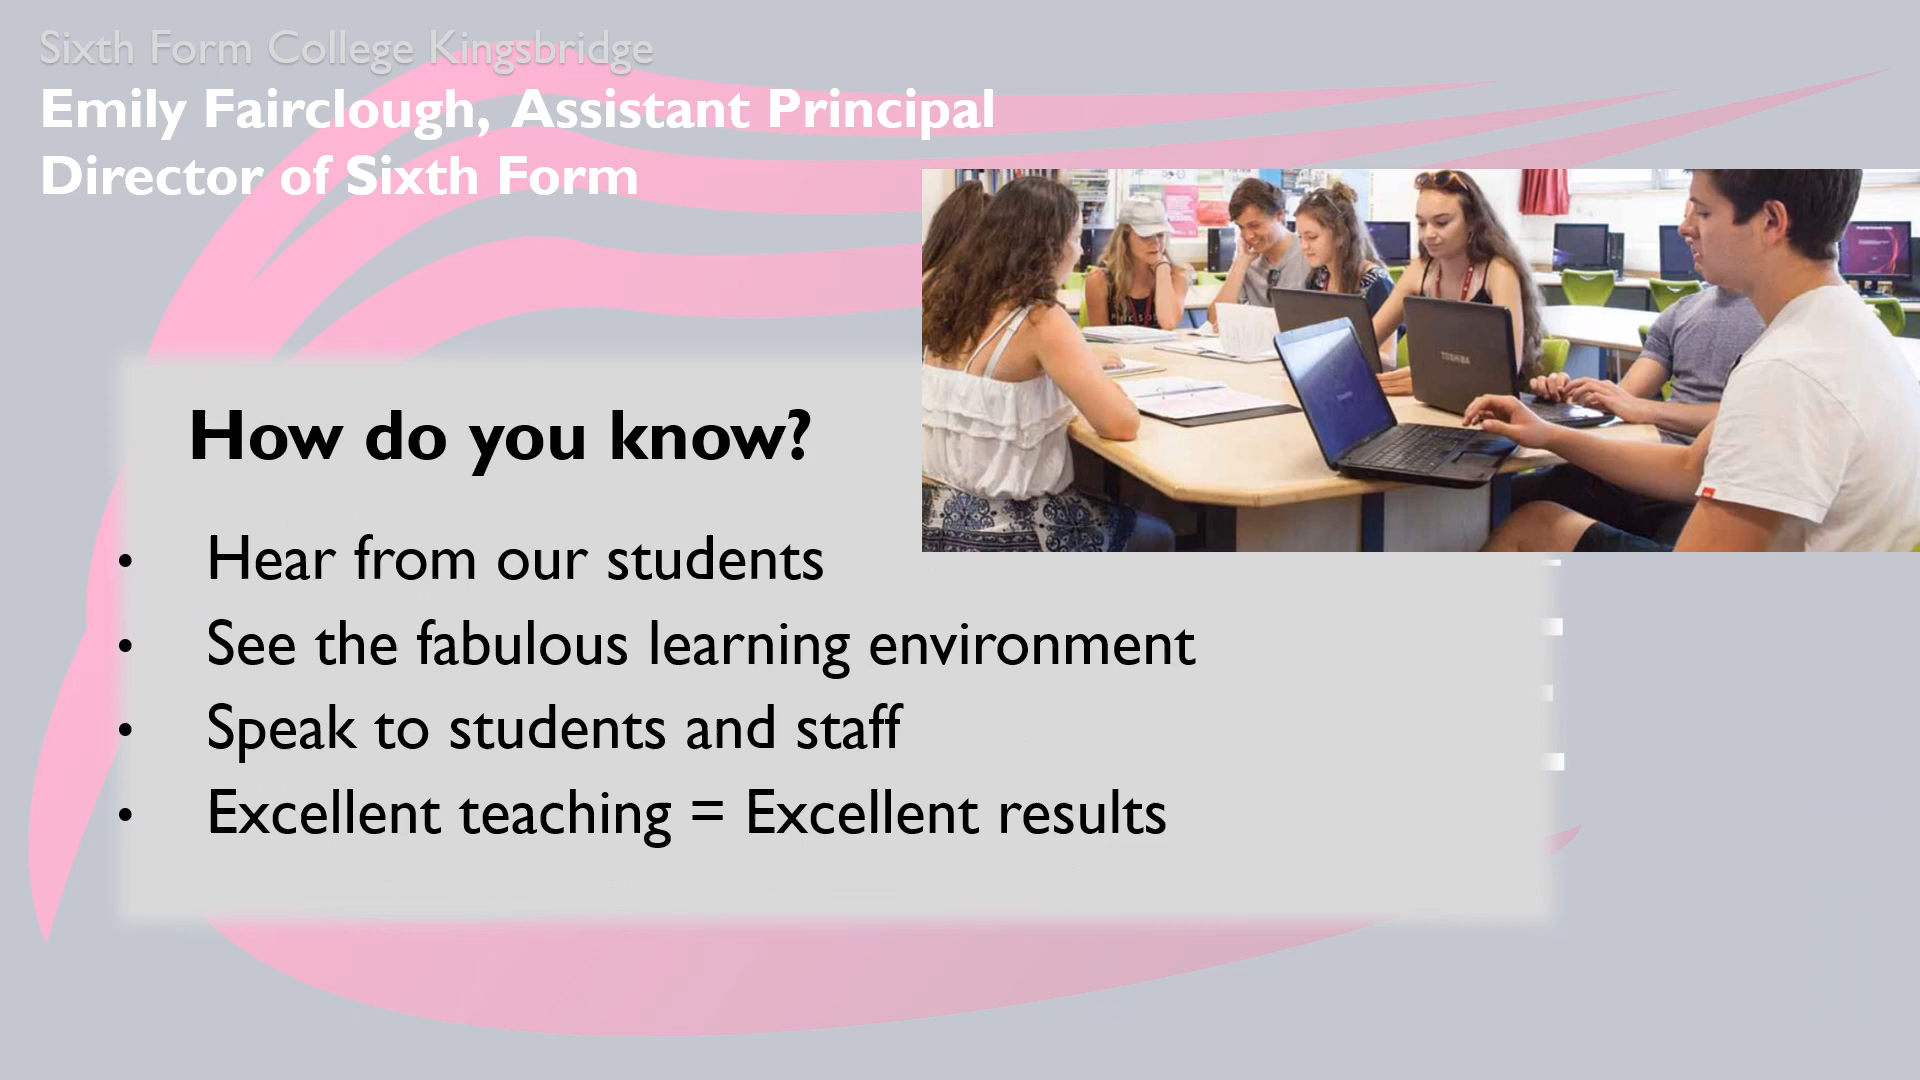 Sixth Form College Kingsbridge
Emily Fairclough, Assistant Principal
Director of Sixth Form
TOSHIBA
How do you know?
• Hear from our students
• See the fabulous learning environment
• Speak to students and staff
• Excellent teaching = Excellent results